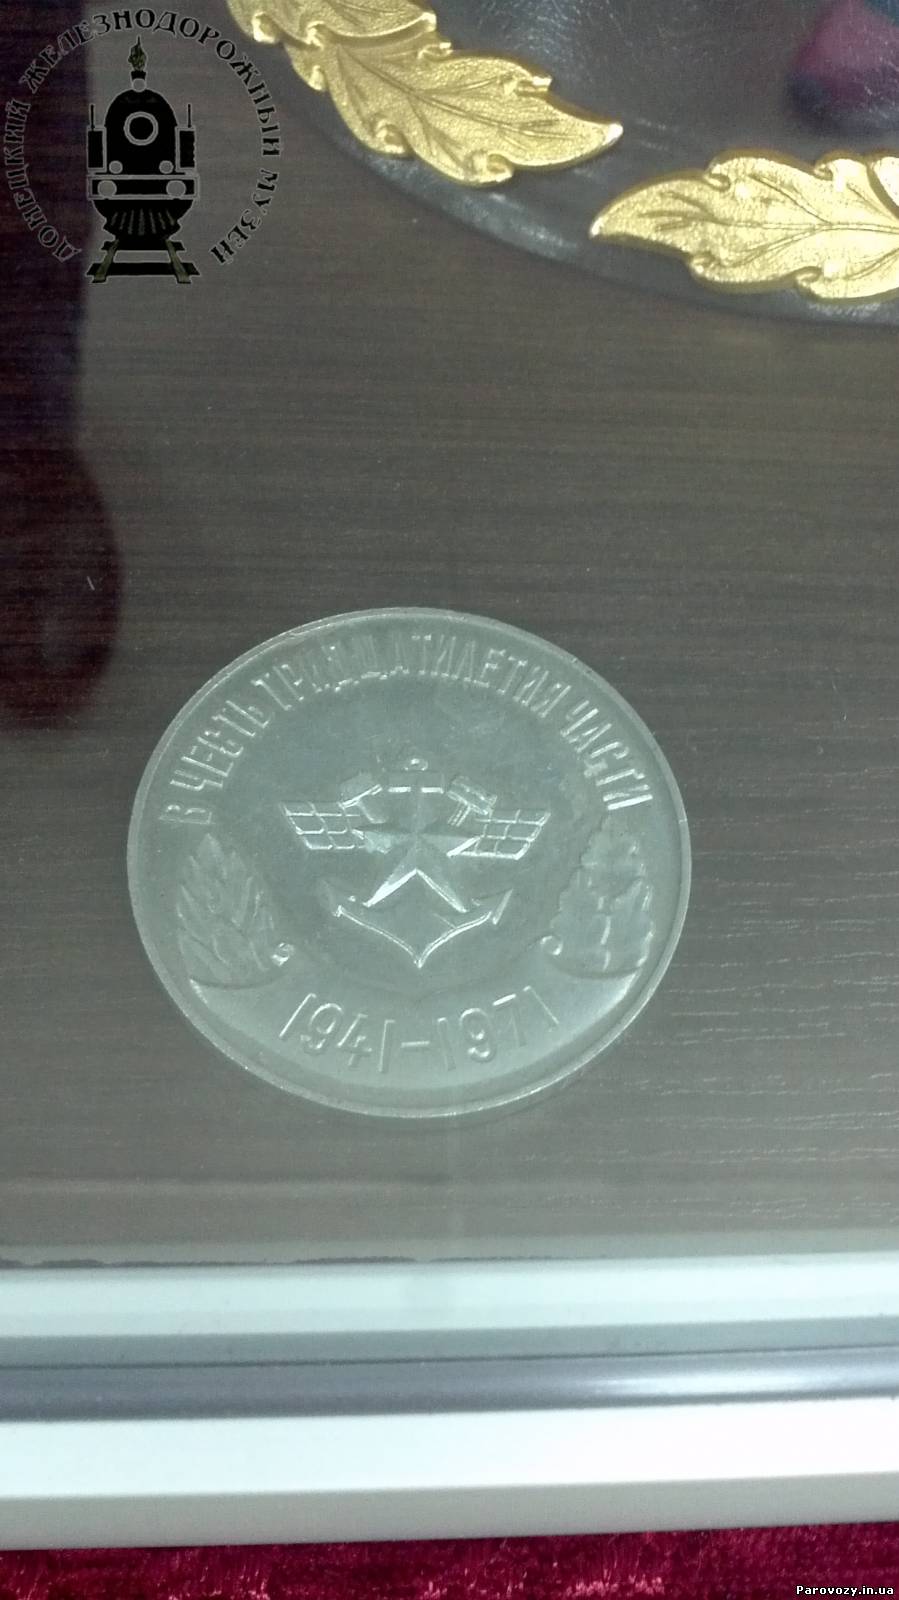 ДОНЕЦКИЙ ЖЕЛЕЗНОДОРОЖНЫЙ МУЗЕЙ
В ЧЕСТЬ ТРИДЦАТИЛЕТИЯ ЧАСТИ
1941-1971
Parovozy.in.ua